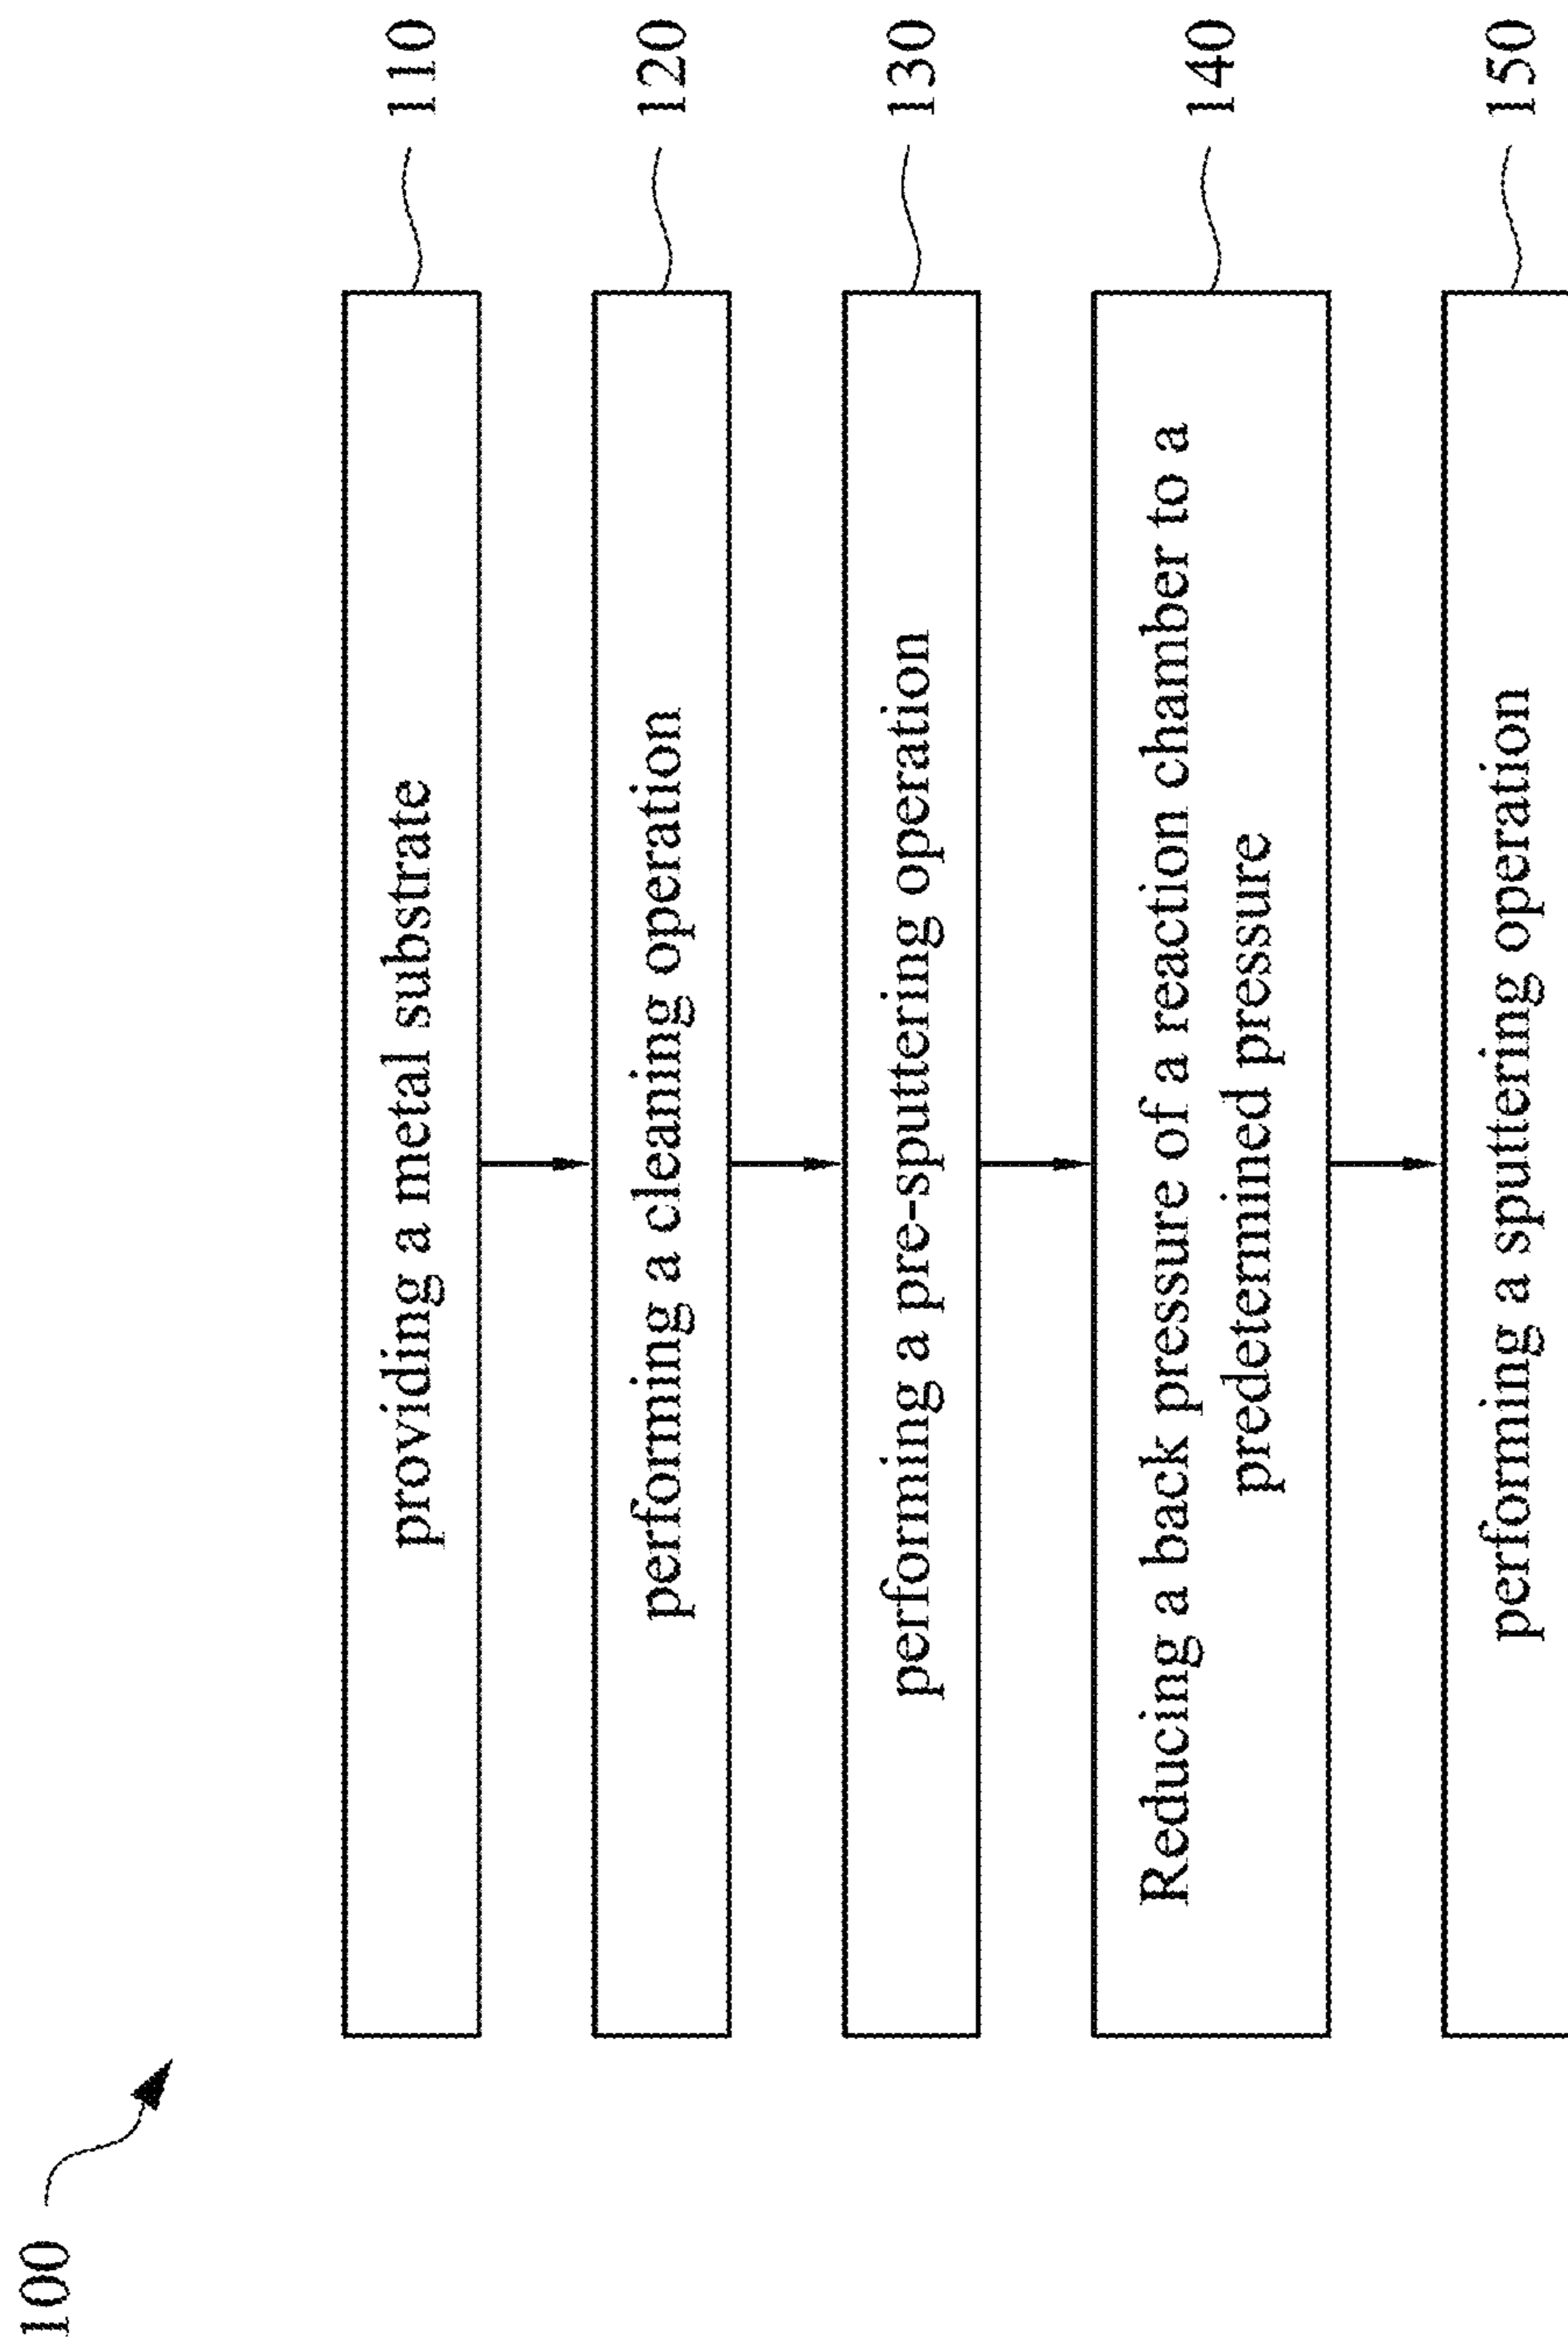 100
providing a metal substrate
110
performing a cleaning operation
120
performing a pre-sputtering operation
130
Reducing a back pressure of a reaction chamber to a
predetermined pressure
140
performing a sputtering operation
150